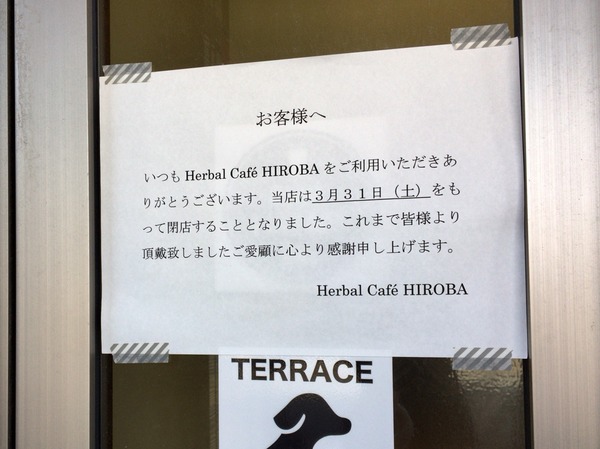 お客様へ
いつも Herbal Café HIROBA をご利用いただきあ
りがとうございます。当店は３月３１日（土）をも
って閉店することとなりました。これまで皆様より
頂戴致しましたご愛顧に心より感謝申し上げます。
Herbal Café HIROBA
TERRACE